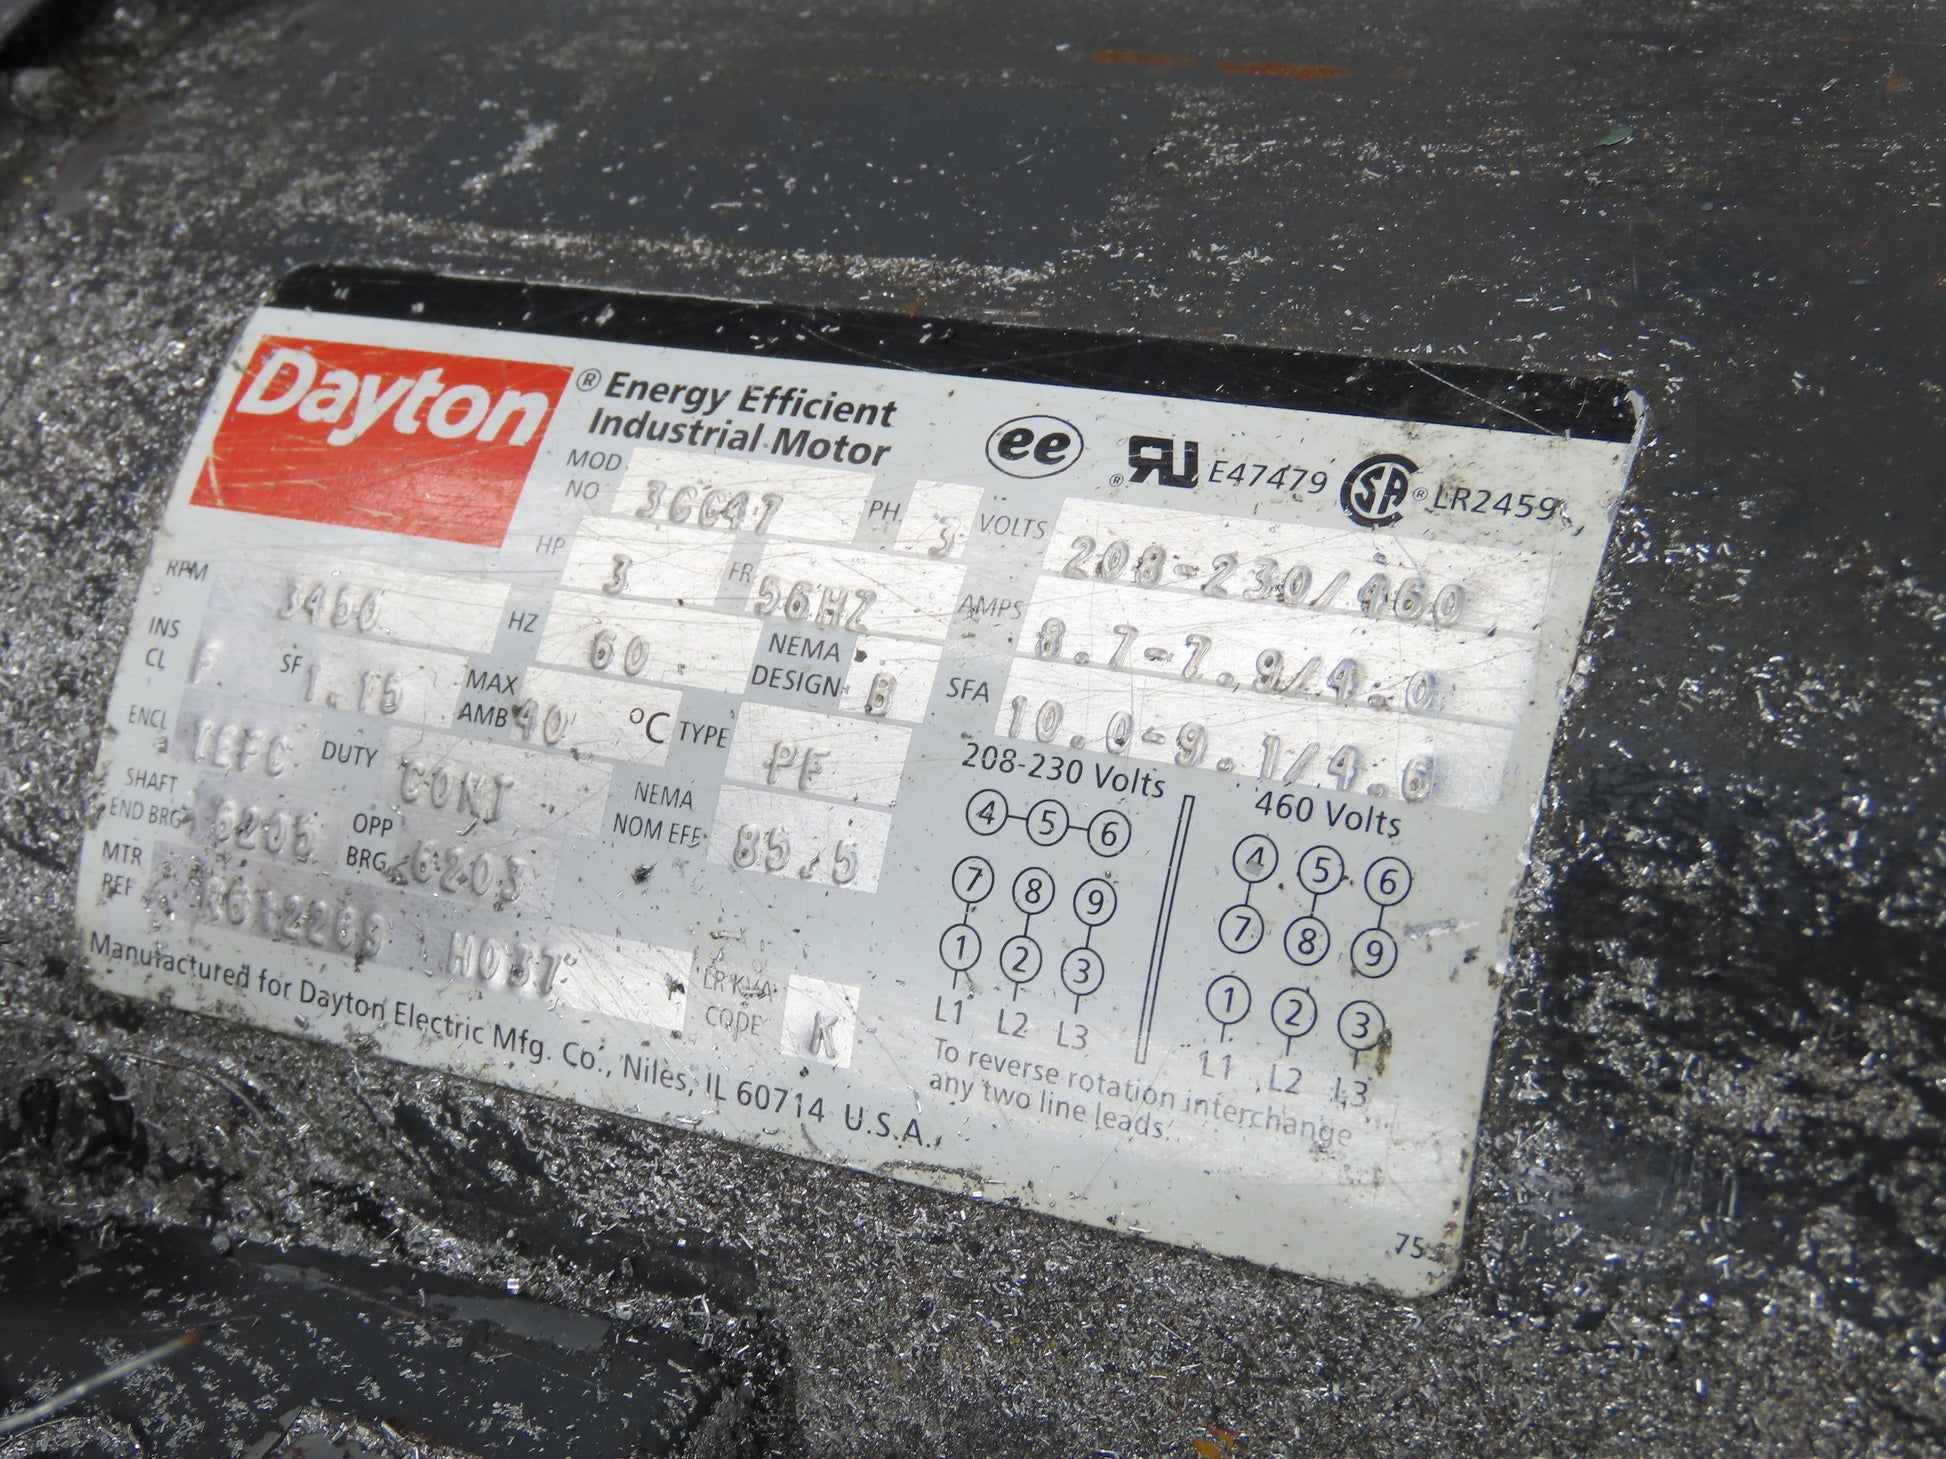 Dayton ® Energy Efficient
Industrial Motor
ee ® E47479 ® LR2459
MOD NO 3GG47 PH 3 VOLTS 208-230/460
HP 3 FR 56HZ AMPS 8.7-7.9/4.0
RPM 3450 HZ 60 NEMA DESIGN B SFA 10.0-9.1/4.6
INS CL F SF 1.15 MAX AMB 40 °C TYPE PF
ENCL TEFC DUTY CONT NEMA NOM EFF 85.5
SHAFT END BRG 6205 OPP BRG 6203
MTR REF LR KVA CODE K
Manufactured for Dayton Electric Mfg. Co., Niles, IL 60714 U.S.A.
208-230 Volts
4 5 6
7 8 9
1 2 3
L1 L2 L3
460 Volts
4 5 6
7 8 9
1 2 3
L1 L2 L3
To reverse rotation interchange
any two line leads.
75